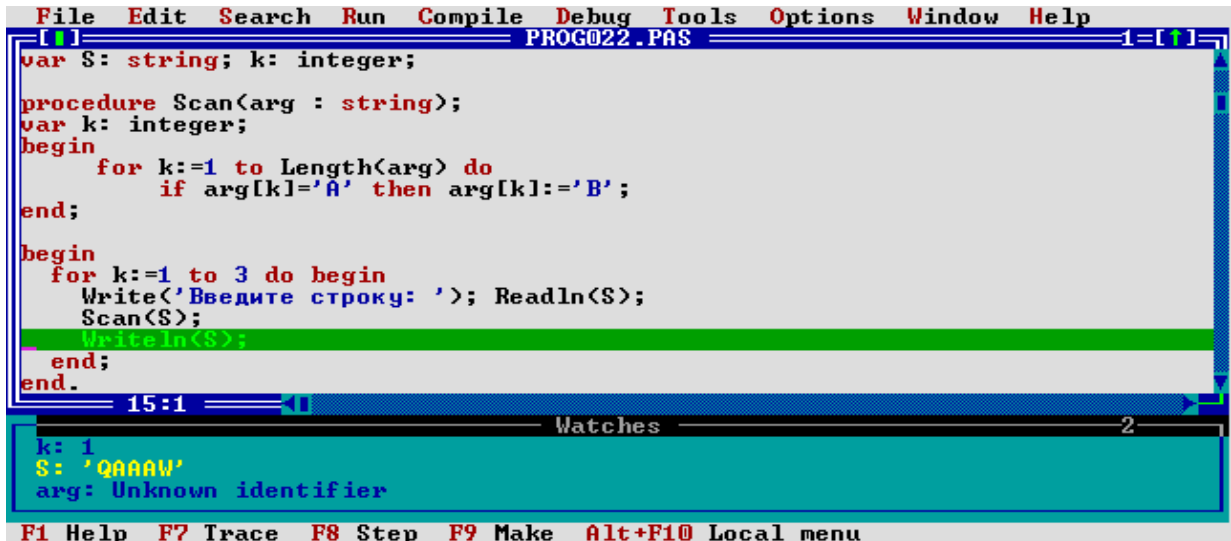 File Edit Search Run Compile Debug Tools Options Window Help
[▮] PROG022.PAS 1=[↑]
var S: string; k: integer;
procedure Scan(arg : string);
var k: integer;
begin
for k:=1 to Length(arg) do
if arg[k]='A' then arg[k]:='B';
end;
begin
for k:=1 to 3 do begin
Write('Введите строку: '); Readln(S);
Scan(S);
Writeln(S);
end;
end.
15:1
Watches 2
k: 1
S: 'QAAAW'
arg: Unknown identifier
F1 Help F7 Trace F8 Step F9 Make Alt+F10 Local menu